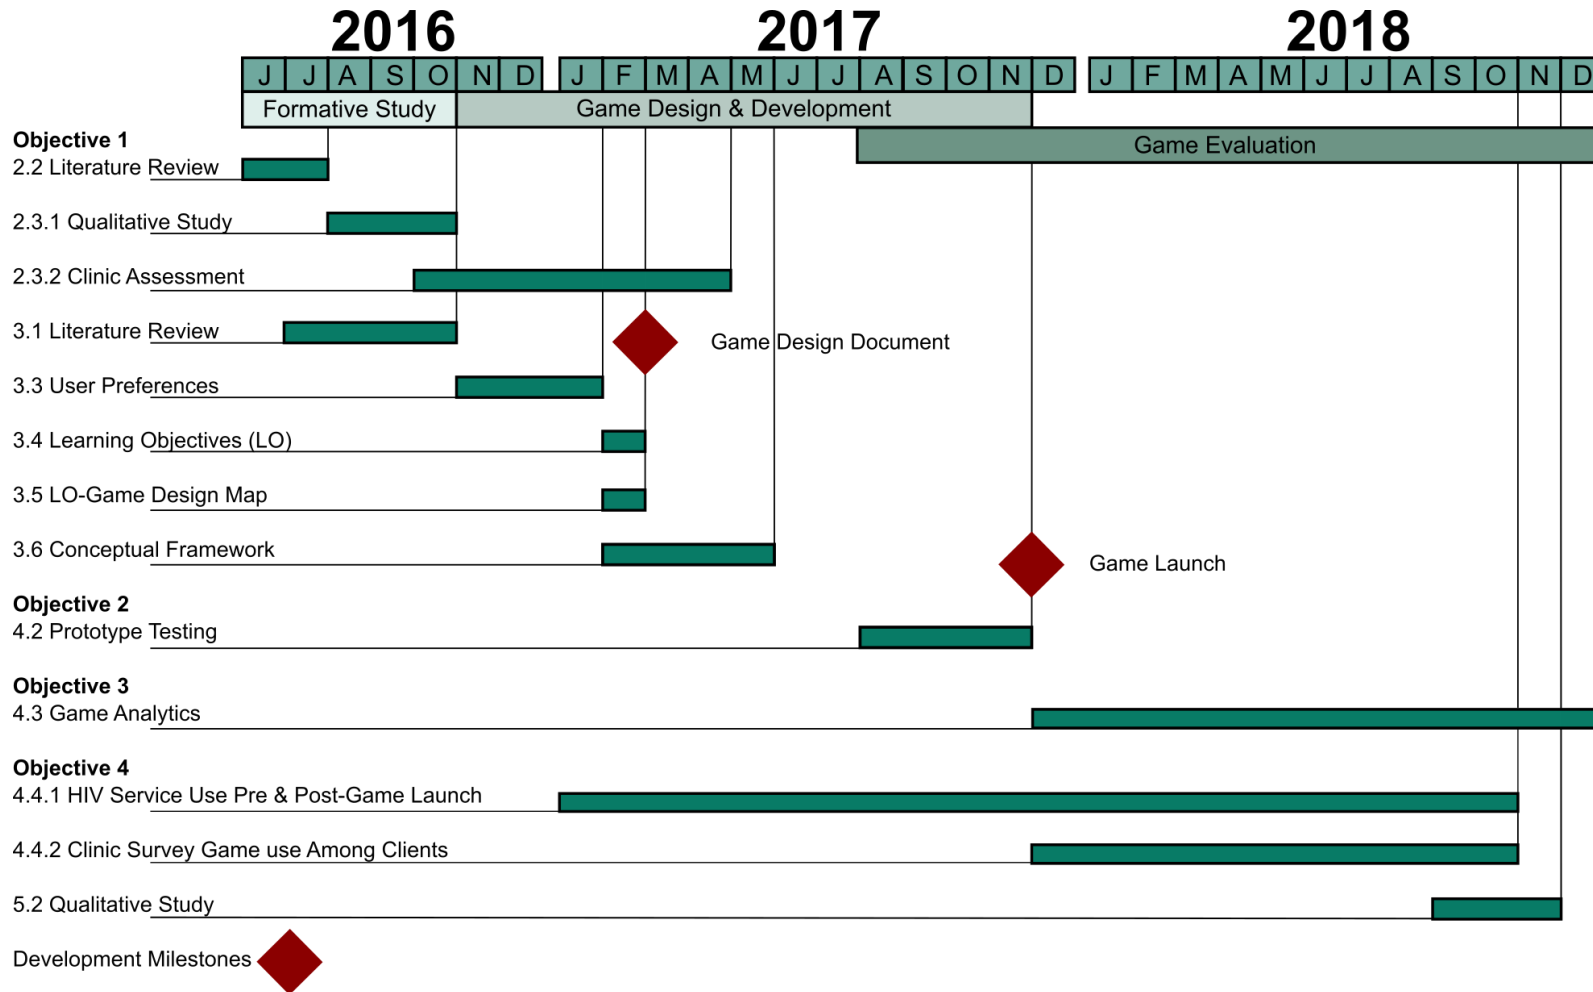 2016 2017 2018
J J A S O N D J F M A M J J A S O N D J F M A M J J A S O N D
Formative Study Game Design & Development
Objective 1 Game Evaluation
2.2 Literature Review
2.3.1 Qualitative Study
2.3.2 Clinic Assessment
3.1 Literature Review Game Design Document
3.3 User Preferences
3.4 Learning Objectives (LO)
3.5 LO-Game Design Map
3.6 Conceptual Framework Game Launch
Objective 2
4.2 Prototype Testing
Objective 3
4.3 Game Analytics
Objective 4
4.4.1 HIV Service Use Pre & Post-Game Launch
4.4.2 Clinic Survey Game use Among Clients
5.2 Qualitative Study
Development Milestones